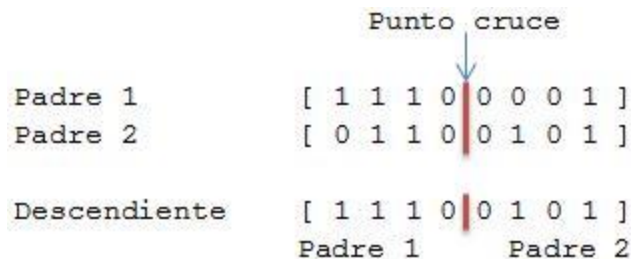 Punto cruce
Padre 1 [ 1 1 1 0 0 0 0 1 ]
Padre 2 [ 0 1 1 0 0 1 0 1 ]
Descendiente [ 1 1 1 0 0 1 0 1 ]
Padre 1 Padre 2